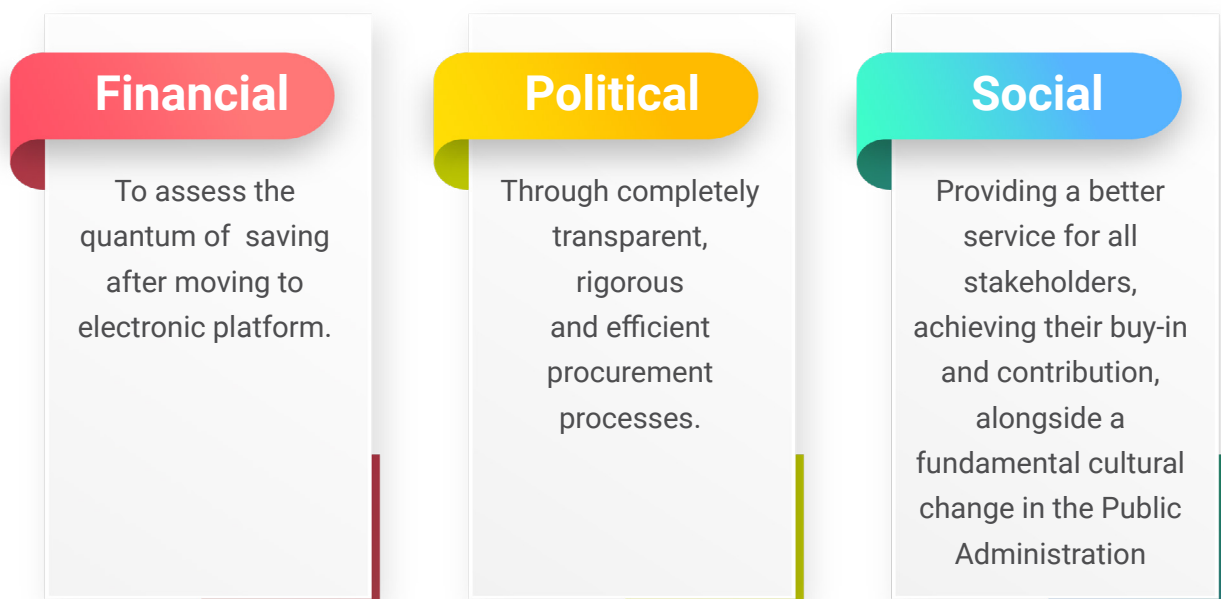 Financial
To assess the
quantum of  saving
after moving to
electronic platform.
Political
Through completely
transparent,
rigorous
and efficient
procurement
processes.
Social
Providing a better
service for all
stakeholders,
achieving their buy-in
and contribution,
alongside a
fundamental cultural
change in the Public
Administration